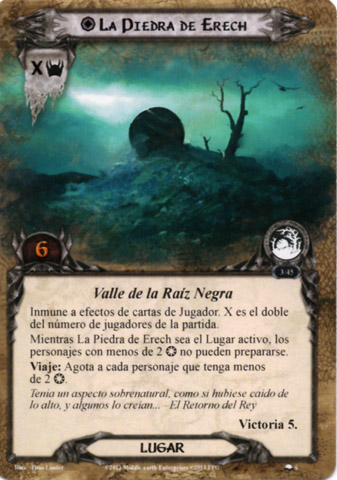 LA PIEDRA DE ERECH
X
6
3/45
Valle de la Raíz Negra
Inmune a efectos de cartas de Jugador. X es el doble
del número de jugadores de la partida.
Mientras La Piedra de Erech sea el Lugar activo, los
personajes con menos de 2 no pueden prepararse.
Viaje: Agota a cada personaje que tenga menos
de 2 .
Tenia un aspecto sobrenatural, como si hubiese caido de
lo alto, y algunos lo creían... –El Retorno del Rey
Victoria 5.
LUGAR